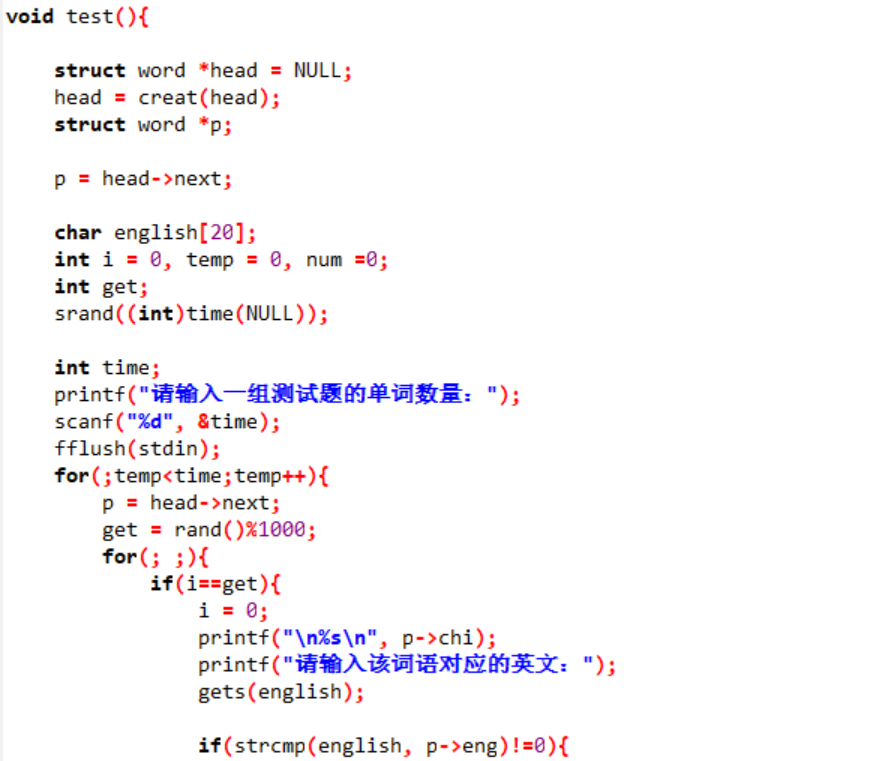 void test(){
struct word *head = NULL;
head = creat(head);
struct word *p;
p = head->next;
char english[20];
int i = 0, temp = 0, num =0;
int get;
srand((int)time(NULL));
int time;
printf("请输入一组测试题的单词数量：");
scanf("%d", &time);
fflush(stdin);
for(;temp<time;temp++){
p = head->next;
get = rand()%1000;
for(; ;){
if(i==get){
i = 0;
printf("\n%s\n", p->chi);
printf("请输入该词语对应的英文：");
gets(english);
if(strcmp(english, p->eng)!=0){